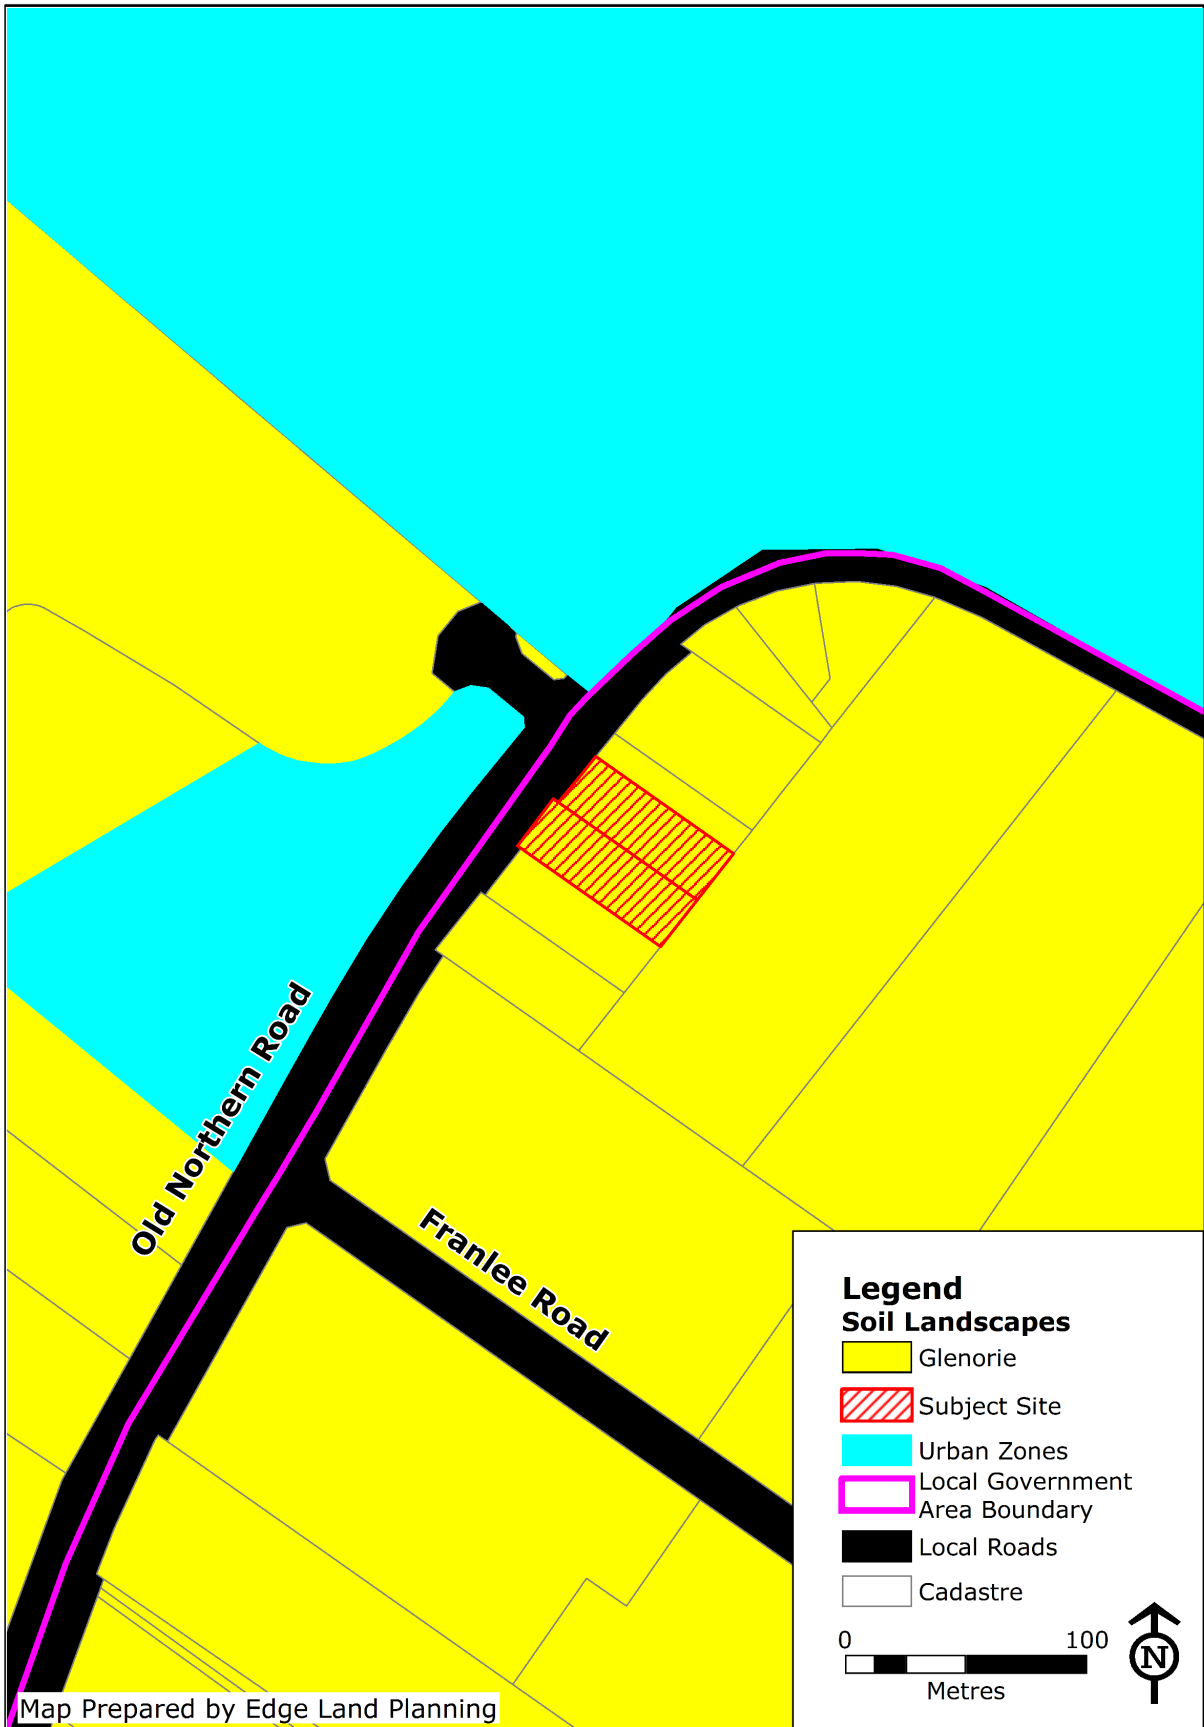 Old Northern Road
Franlee Road
Legend
Soil Landscapes
Glenorie
Subject Site
Urban Zones
Local Government
Area Boundary
Local Roads
Cadastre
0 100
Metres
N
Map Prepared by Edge Land Planning